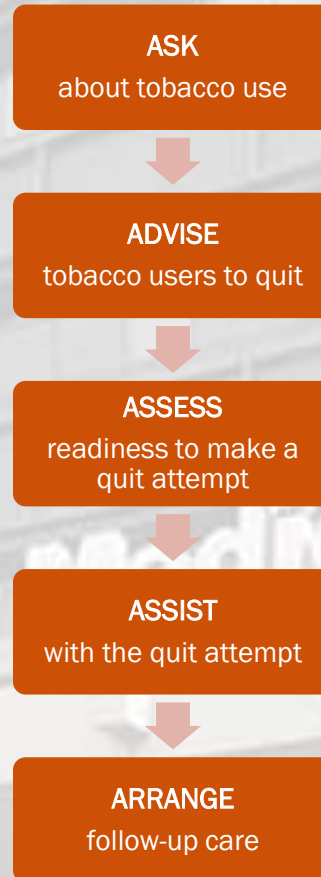 ASK
about tobacco use
ADVISE
tobacco users to quit
ASSESS
readiness to make a
quit attempt
ASSIST
with the quit attempt
ARRANGE
follow-up care